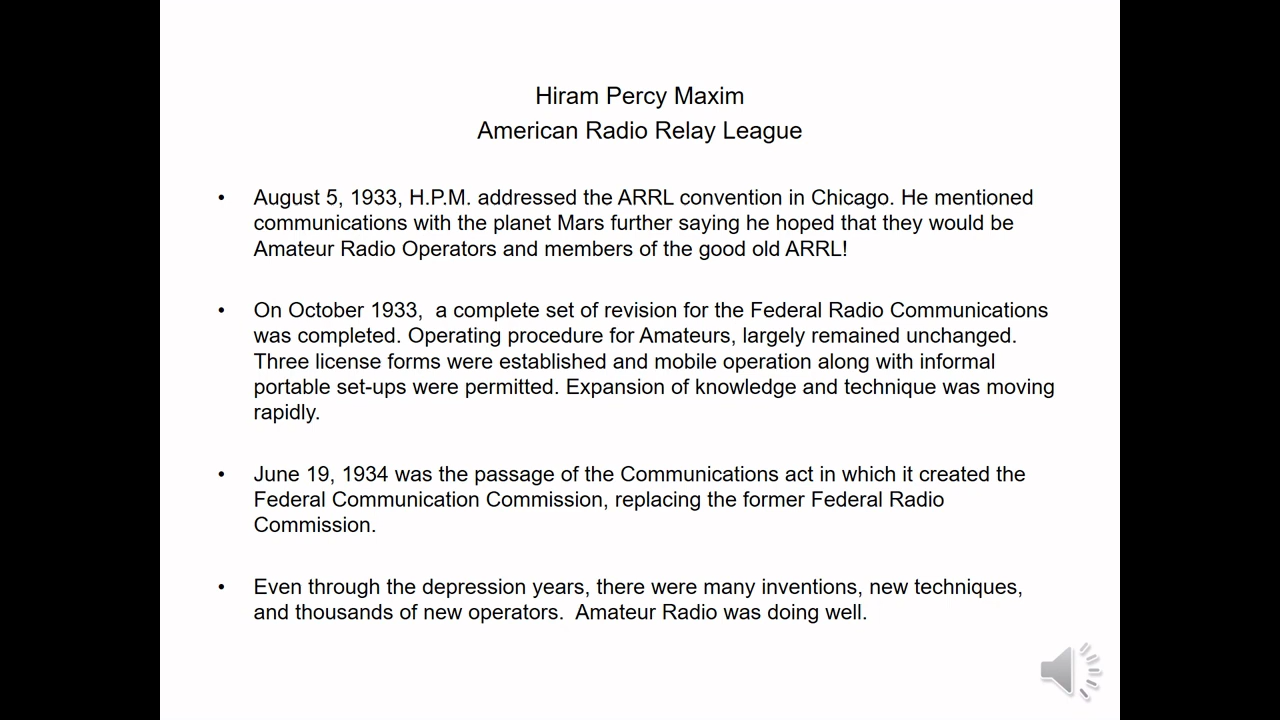 Hiram Percy Maxim
American Radio Relay League
• August 5, 1933, H.P.M. addressed the ARRL convention in Chicago. He mentioned
communications with the planet Mars further saying he hoped that they would be
Amateur Radio Operators and members of the good old ARRL!
• On October 1933,  a complete set of revision for the Federal Radio Communications
was completed. Operating procedure for Amateurs, largely remained unchanged.
Three license forms were established and mobile operation along with informal
portable set-ups were permitted. Expansion of knowledge and technique was moving
rapidly.
• June 19, 1934 was the passage of the Communications act in which it created the
Federal Communication Commission, replacing the former Federal Radio
Commission.
• Even through the depression years, there were many inventions, new techniques,
and thousands of new operators.  Amateur Radio was doing well.